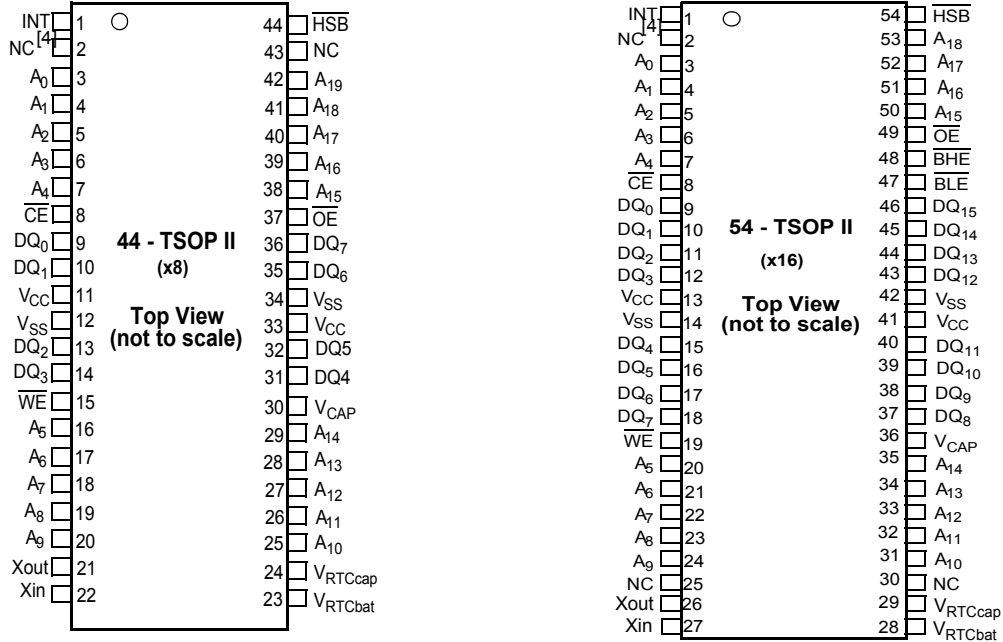 INT 1 44 H̅S̅B̅
[4]
NC 2 43 NC
A0 3 42 A19
A1 4 41 A18
A2 5 40 A17
A3 6 39 A16
A4 7 38 A15
C̅E̅ 8 37 O̅E̅
DQ0 9 36 DQ7
DQ1 10 35 DQ6
VCC 11 34 VSS
VSS 12 33 VCC
DQ2 13 32 DQ5
DQ3 14 31 DQ4
W̅E̅ 15 30 VCAP
A5 16 29 A14
A6 17 28 A13
A7 18 27 A12
A8 19 26 A11
A9 20 25 A10
Xout 21 24 VRTCcap
Xin 22 23 VRTCbat
44 - TSOP II
(x8)
Top View
(not to scale)
INT 1 54 H̅S̅B̅
[4]
NC 2 53 A18
A0 3 52 A17
A1 4 51 A16
A2 5 50 A15
A3 6 49 O̅E̅
A4 7 48 B̅H̅E̅
C̅E̅ 8 47 B̅L̅E̅
DQ0 9 46 DQ15
DQ1 10 45 DQ14
DQ2 11 44 DQ13
DQ3 12 43 DQ12
VCC 13 42 VSS
VSS 14 41 VCC
DQ4 15 40 DQ11
DQ5 16 39 DQ10
DQ6 17 38 DQ9
DQ7 18 37 DQ8
W̅E̅ 19 36 VCAP
A5 20 35 A14
A6 21 34 A13
A7 22 33 A12
A8 23 32 A11
A9 24 31 A10
NC 25 30 NC
Xout 26 29 VRTCcap
Xin 27 28 VRTCbat
54 - TSOP II
(x16)
Top View
(not to scale)